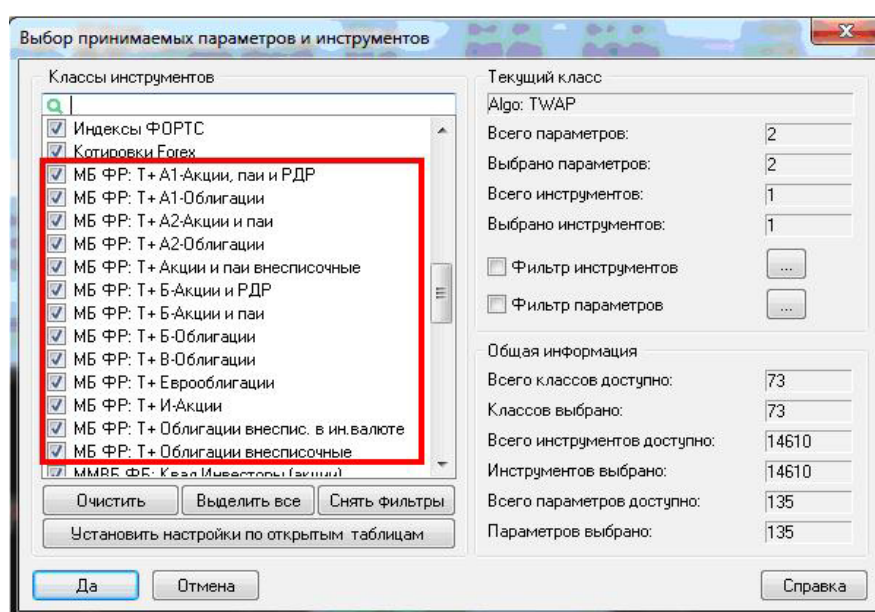 Выбор принимаемых параметров и инструментов
Классы инструментов
Индексы ФОРТС
Котировки Forex
МБ ФР: Т+ А1-Акции, паи и РДР
МБ ФР: Т+ А1-Облигации
МБ ФР: Т+ А2-Акции и паи
МБ ФР: Т+ А2-Облигации
МБ ФР: Т+ Акции и паи внесписочные
МБ ФР: Т+ Б-Акции и РДР
МБ ФР: Т+ Б-Акции и паи
МБ ФР: Т+ Б-Облигации
МБ ФР: Т+ В-Облигации
МБ ФР: Т+ Еврооблигации
МБ ФР: Т+ И-Акции
МБ ФР: Т+ Облигации внеспис. в ин.валюте
МБ ФР: Т+ Облигации внесписочные
ММВБ ФБ: Квал.Инвесторы (акции)
Очистить Выделить все Снять фильтры
Установить настройки по открытым таблицам
Текущий класс
Algo: TWAP
Всего параметров: 2
Выбрано параметров: 2
Всего инструментов: 1
Выбрано инструментов: 1
Фильтр инструментов ...
Фильтр параметров ...
Общая информация
Всего классов доступно: 73
Классов выбрано: 73
Всего инструментов доступно: 14610
Инструментов выбрано: 14610
Всего параметров доступно: 135
Параметров выбрано: 135
Да Отмена Справка